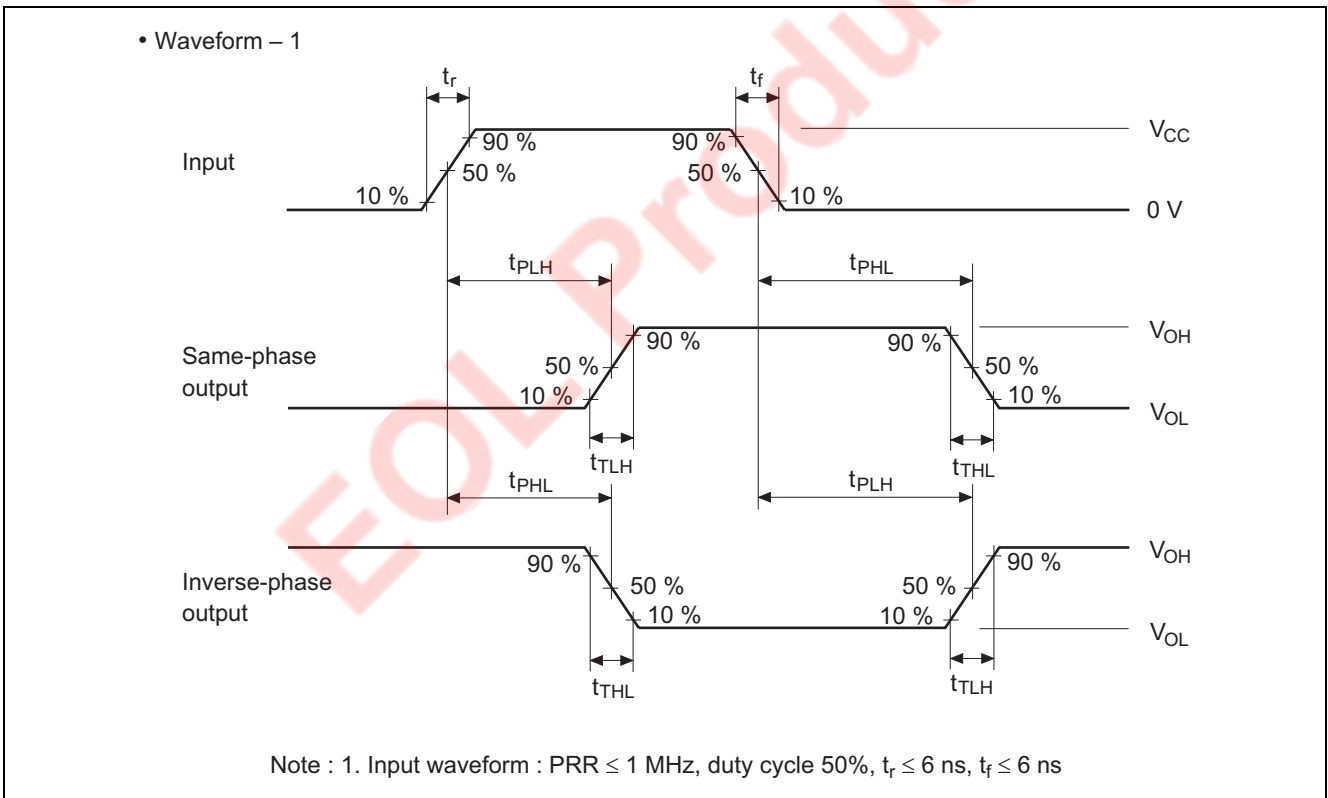 • Waveform – 1
tr
tf
90 %
90 %
VCC
Input
50 %
50 %
10 %
10 %
0 V
tPLH
tPHL
90 %
90 %
VOH
Same-phase
output
50 %
50 %
10 %
10 %
VOL
tTLH
tTHL
tPHL
tPLH
90 %
90 %
VOH
Inverse-phase
output
50 %
50 %
10 %
10 %
VOL
tTHL
tTLH
Note : 1. Input waveform : PRR ≤ 1 MHz, duty cycle 50%, tr ≤ 6 ns, tf ≤ 6 ns
EOL Produ